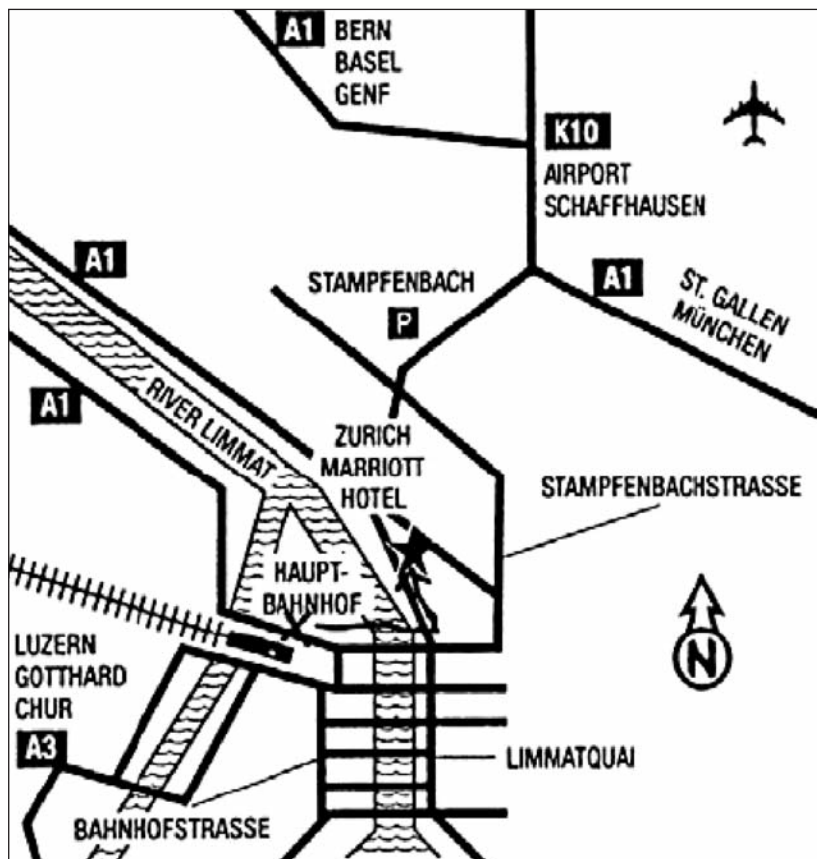 A1
BERN
BASEL
GENF
K10
AIRPORT
SCHAFFHAUSEN
A1
STAMPFENBACH
P
A1
ST. GALLEN
MÜNCHEN
A1
RIVER LIMMAT
ZURICH
MARRIOTT
HOTEL
STAMPFENBACHSTRASSE
HAUPT-
BAHNHOF
N
LUZERN
GOTTHARD
CHUR
A3
LIMMATQUAI
BAHNHOFSTRASSE